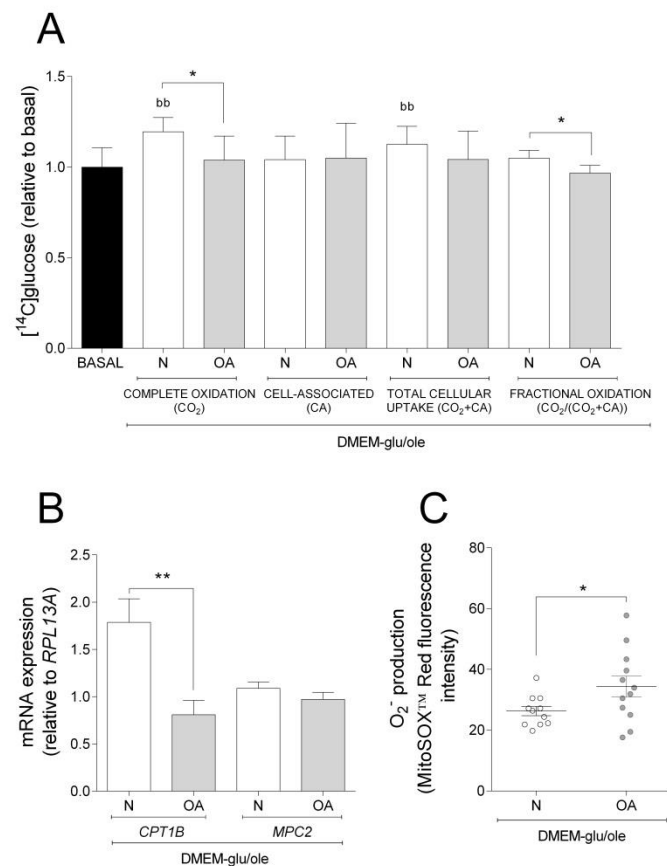 A
[¹⁴C]glucose (relative to basal)
1.5
1.0
0.5
0.0
bb
*
bb
*
BASAL
N
OA
N
OA
N
OA
N
OA
COMPLETE OXIDATION
(CO₂)
CELL-ASSOCIATED
(CA)
TOTAL CELLULAR
UPTAKE (CO₂+CA)
FRACTIONAL OXIDATION
(CO₂/(CO₂+CA))
DMEM-glu/ole
B
mRNA expression
(relative to RPL13A)
2.5
2.0
1.5
1.0
0.5
0.0
**
N
OA
N
OA
CPT1B
MPC2
DMEM-glu/ole
C
O₂⁻ production
(MitoSOX™ Red fluorescence
intensity)
80
60
40
20
0
*
N
OA
DMEM-glu/ole